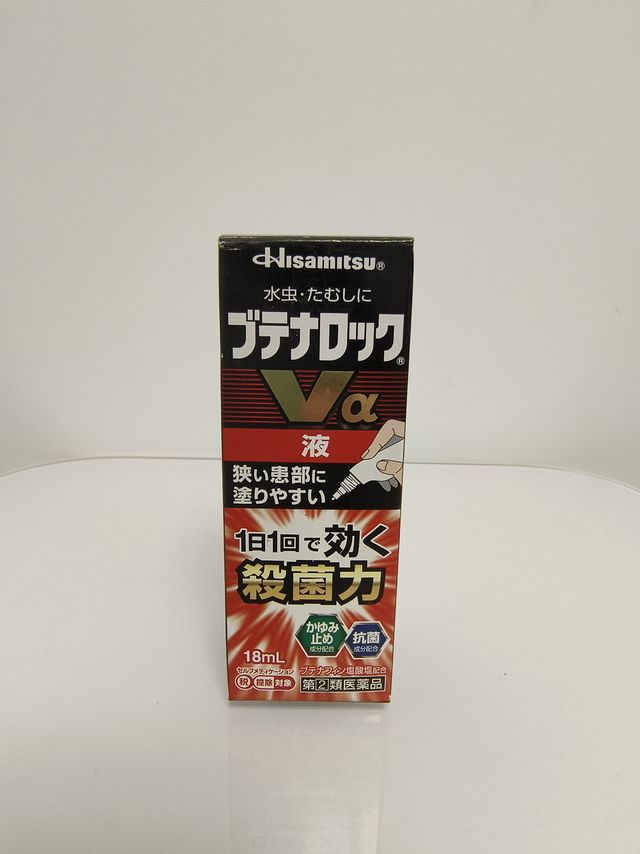 Hisamitsu®
水虫・たむしに
ブテナロック®
Vα
液
狭い患部に
塗りやすい
1日1回で効く
殺菌力
かゆみ
止め
成分配合
抗菌
成分配合
18mL
セルフメディケーション
税 控除 対象
ブテナフィン塩酸塩配合
指定②類医薬品